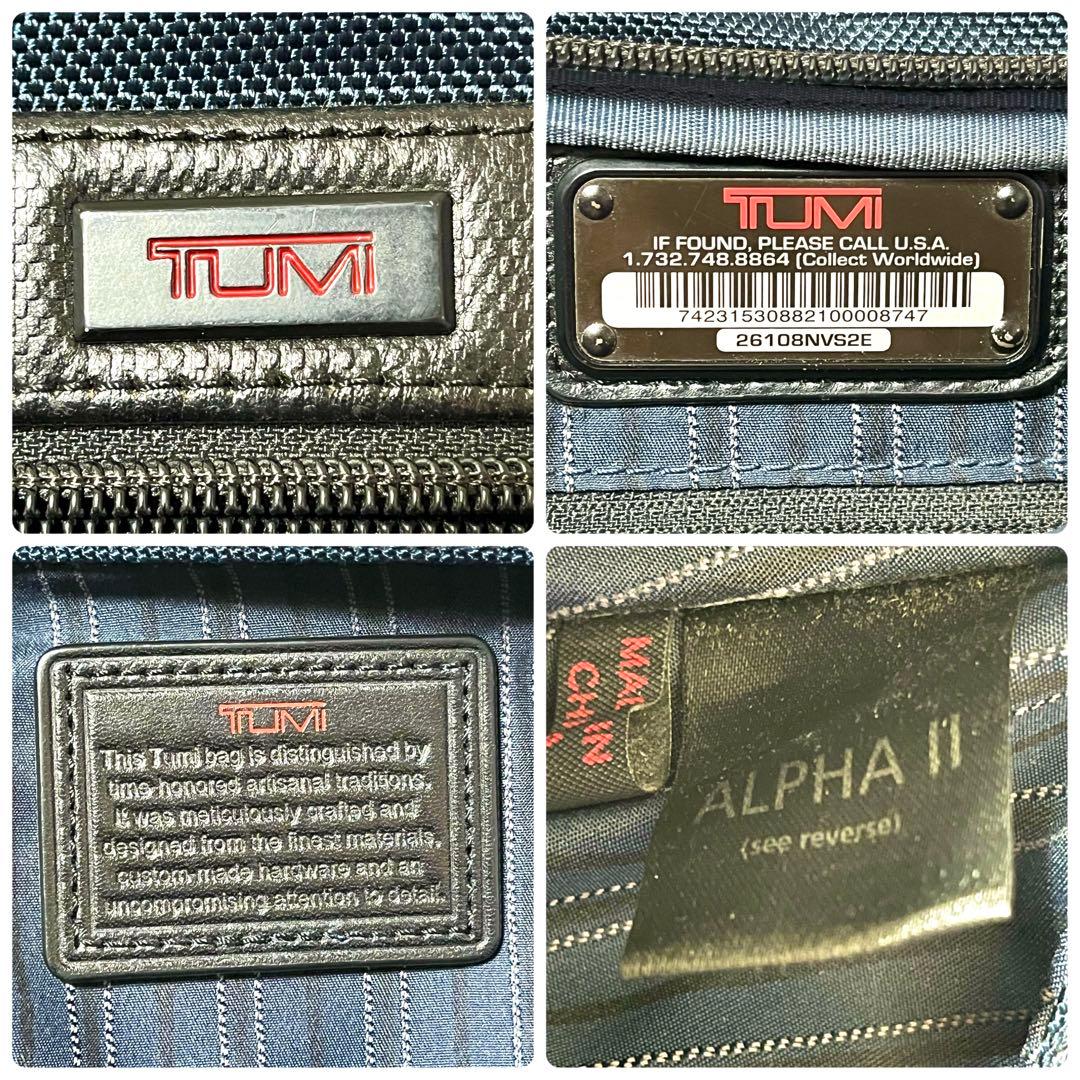 TUMI
TUMI
IF FOUND, PLEASE CALL U.S.A.
1.732.748.8864 (Collect Worldwide)
74231530882100008747
26108NVS2E
TUMI
This Tumi bag is distinguished by
time-honored artisanal traditions.
It was meticulously crafted and
designed from the finest materials,
custom-made hardware and an
uncompromising attention to detail.
MA
IN
CHI
ALPHA II
(see reverse)